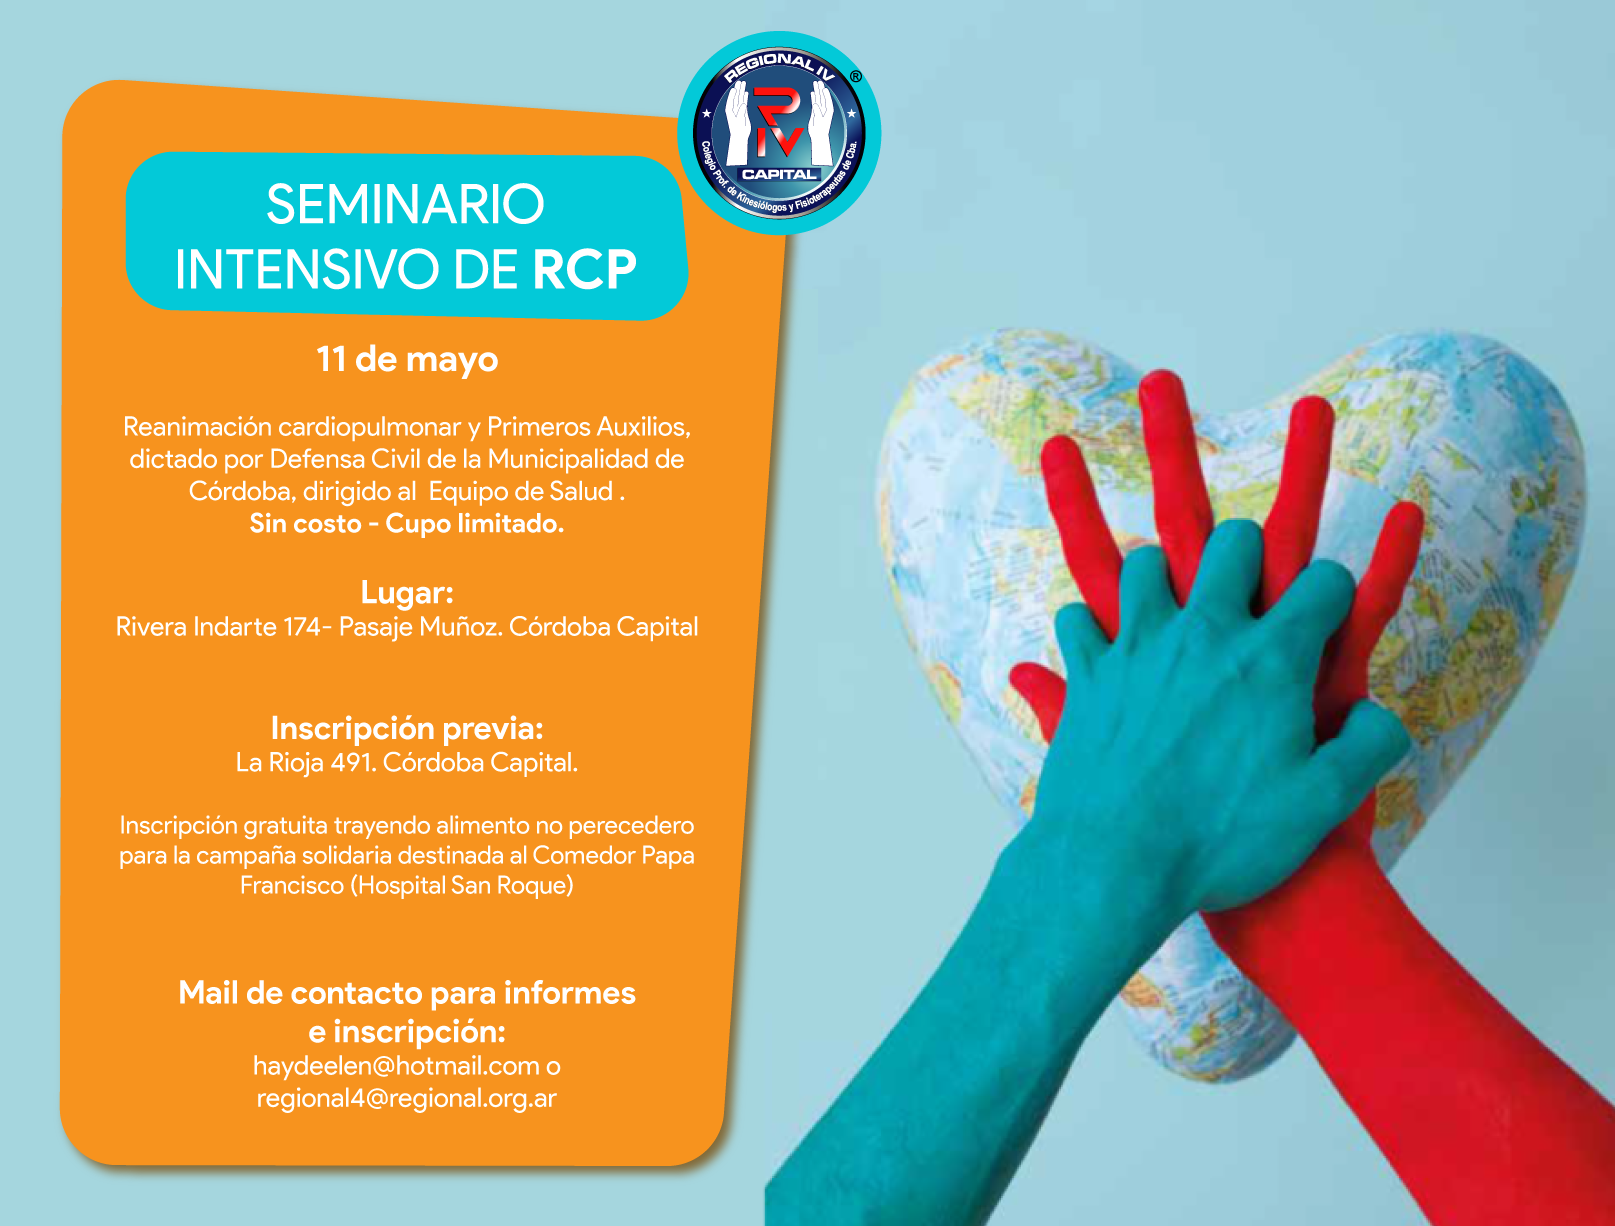 REGIONAL IV
®
R
IV
CAPITAL
Colegio Prof. de Kinesiólogos y Fisioterapeutas de Cba.
SEMINARIO
INTENSIVO DE RCP
11 de mayo
Reanimación cardiopulmonar y Primeros Auxilios,
dictado por Defensa Civil de la Municipalidad de
Córdoba, dirigido al  Equipo de Salud .
Sin costo - Cupo limitado.
Lugar:
Rivera Indarte 174- Pasaje Muñoz. Córdoba Capital
Inscripción previa:
La Rioja 491. Córdoba Capital.
Inscripción gratuita trayendo alimento no perecedero
para la campaña solidaria destinada al Comedor Papa
Francisco (Hospital San Roque)
Mail de contacto para informes
e inscripción:
haydeelen@hotmail.com o
regional4@regional.org.ar